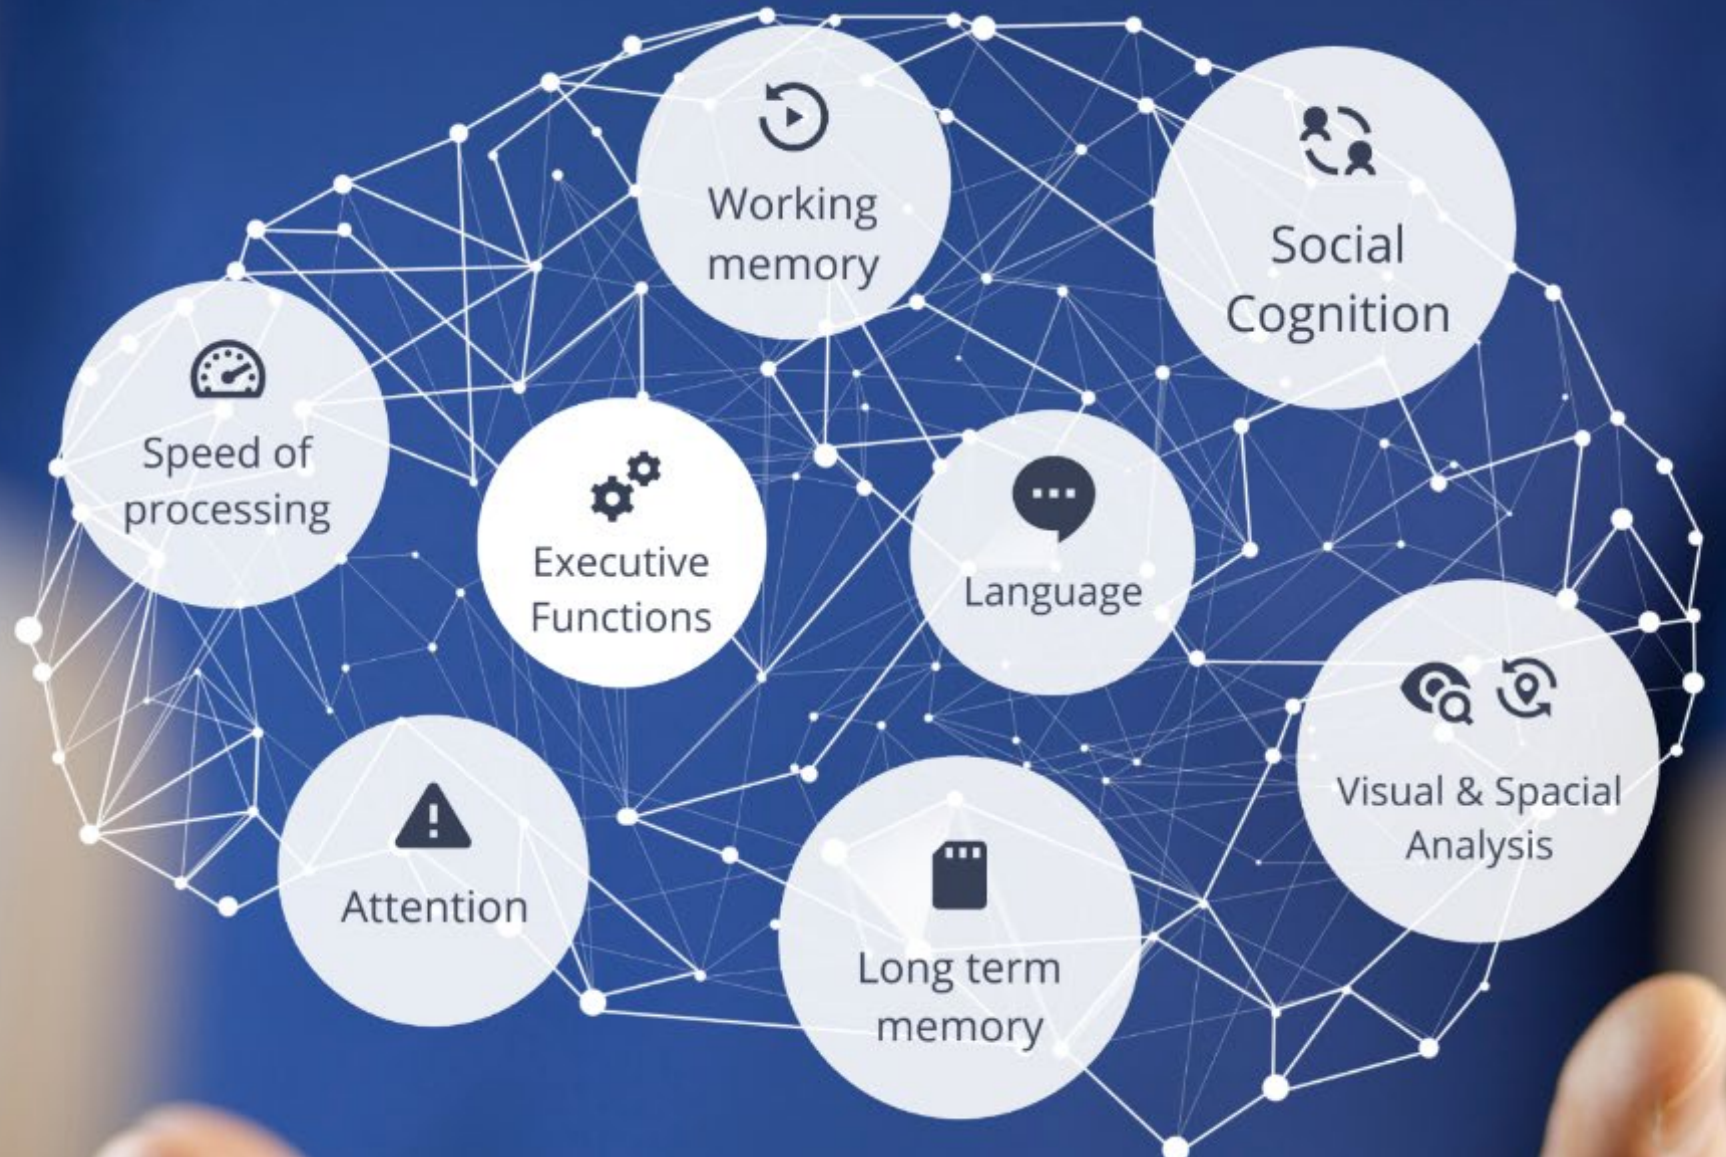 Working
memory
Social
Cognition
Speed of
processing
Executive
Functions
Language
Visual & Spacial
Analysis
Attention
Long term
memory